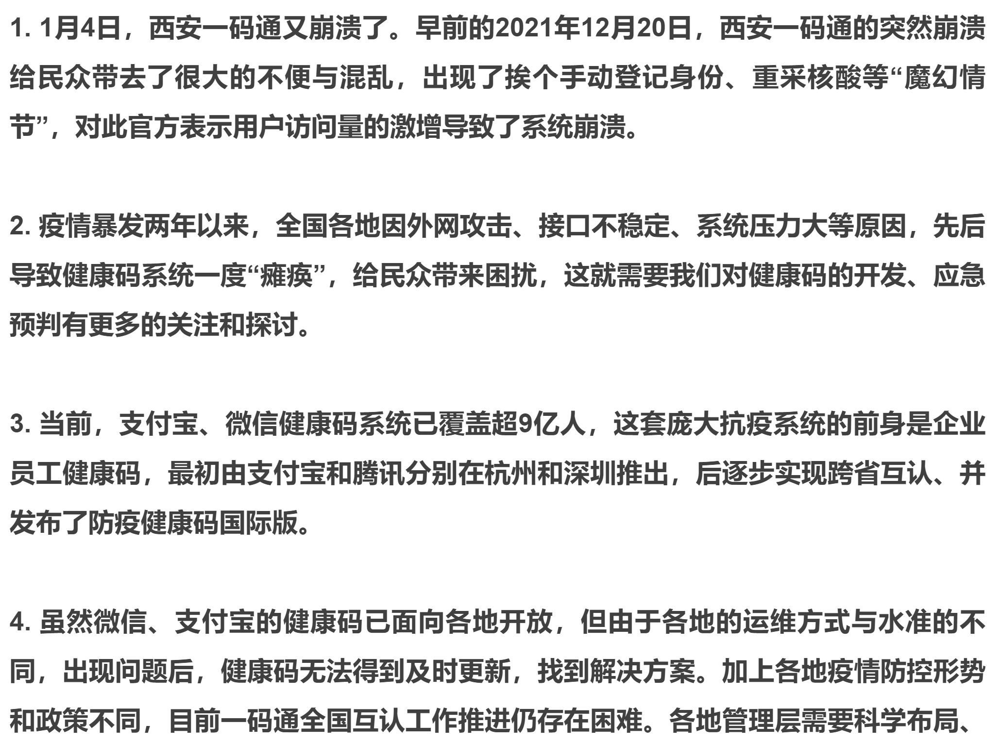 1. 1月4日，西安一码通又崩溃了。早前的2021年12月20日，西安一码通的突然崩溃
给民众带去了很大的不便与混乱，出现了挨个手动登记身份、重采核酸等“魔幻情
节”，对此官方表示用户访问量的激增导致了系统崩溃。
2. 疫情暴发两年以来，全国各地因外网攻击、接口不稳定、系统压力大等原因，先后
导致健康码系统一度“瘫痪”，给民众带来困扰，这就需要我们对健康码的开发、应急
预判有更多的关注和探讨。
3. 当前，支付宝、微信健康码系统已覆盖超9亿人，这套庞大抗疫系统的前身是企业
员工健康码，最初由支付宝和腾讯分别在杭州和深圳推出，后逐步实现跨省互认、并
发布了防疫健康码国际版。
4. 虽然微信、支付宝的健康码已面向各地开放，但由于各地的运维方式与水准的不
同，出现问题后，健康码无法得到及时更新，找到解决方案。加上各地疫情防控形势
和政策不同，目前一码通全国互认工作推进仍存在困难。各地管理层需要科学布局、